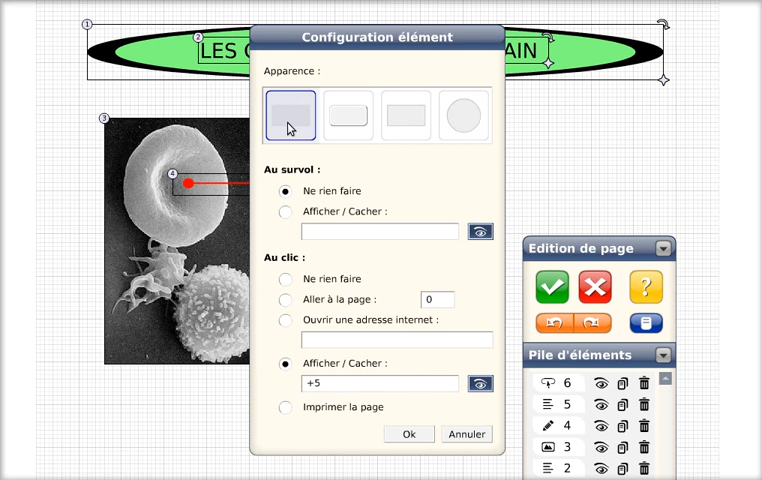 1
Configuration élément
2
LES
AIN
Apparence :
3
Au survol :
4
Ne rien faire
Afficher / Cacher :
Au clic :
Ne rien faire
Aller à la page : 0
Ouvrir une adresse internet :
Afficher / Cacher :
+5
Imprimer la page
Ok Annuler
Edition de page
?
Pile d'éléments
6
5
4
3
2